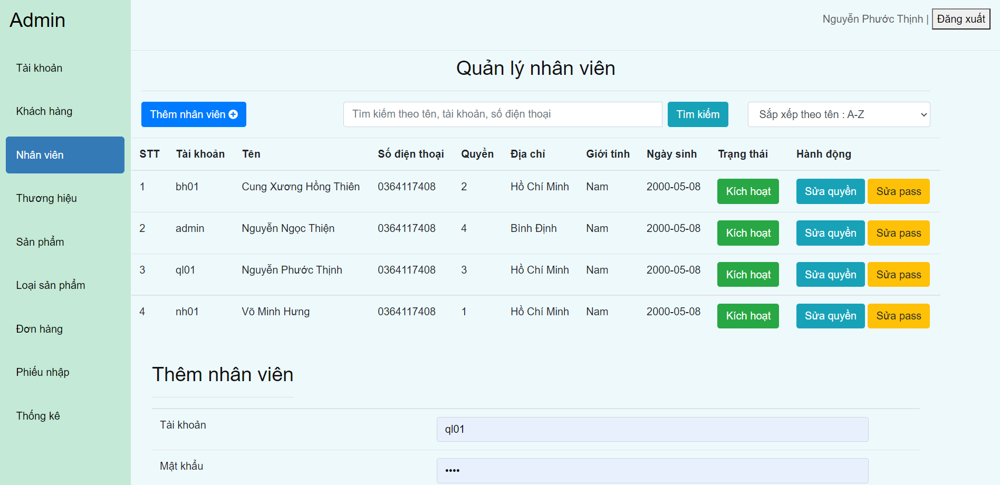 Admin
Nguyễn Phước Thịnh | Đăng xuất
Tài khoản
Khách hàng
Nhân viên
Thương hiệu
Sản phẩm
Loại sản phẩm
Đơn hàng
Phiếu nhập
Thống kê
Quản lý nhân viên
Thêm nhân viên Tìm kiếm theo tên, tài khoản, số điện thoại Tìm kiếm Sắp xếp theo tên : A-Z
STT Tài khoản Tên Số điện thoại Quyền Địa chỉ Giới tính Ngày sinh Trạng thái Hành động
1 bh01 Cung Xương Hồng Thiên 0364117408 2 Hồ Chí Minh Nam 2000-05-08 Kích hoạt Sửa quyền Sửa pass
2 admin Nguyễn Ngọc Thiện 0364117408 4 Bình Định Nam 2000-05-08 Kích hoạt Sửa quyền Sửa pass
3 ql01 Nguyễn Phước Thịnh 0364117408 3 Hồ Chí Minh Nam 2000-05-08 Kích hoạt Sửa quyền Sửa pass
4 nh01 Võ Minh Hưng 0364117408 1 Hồ Chí Minh Nam 2000-05-08 Kích hoạt Sửa quyền Sửa pass
Thêm nhân viên
Tài khoản ql01
Mật khẩu ••••